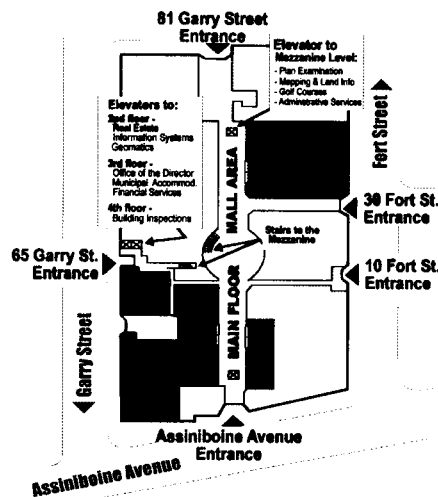 81 Garry Street
Entrance
Elevator to
Mezzanine Level:
- Plan Examination
- Mapping & Land Info
- Golf Courses
- Adminstrative Services
Elevaters to:
2nd floor -
Real Estate
Information Systems
Geomatics
3rd floor -
Office of the Director
Municipal Accommod.
Financial Services
4th floor -
Building Inspections
Fort Street
MALL AREA
30 Fort St.
Entrance
Stairs to the
Mezzanine
65 Garry St.
Entrance
10 Fort St.
Entrance
MAIN FLOOR
Garry Street
Assiniboine Avenue
Entrance
Assiniboine Avenue